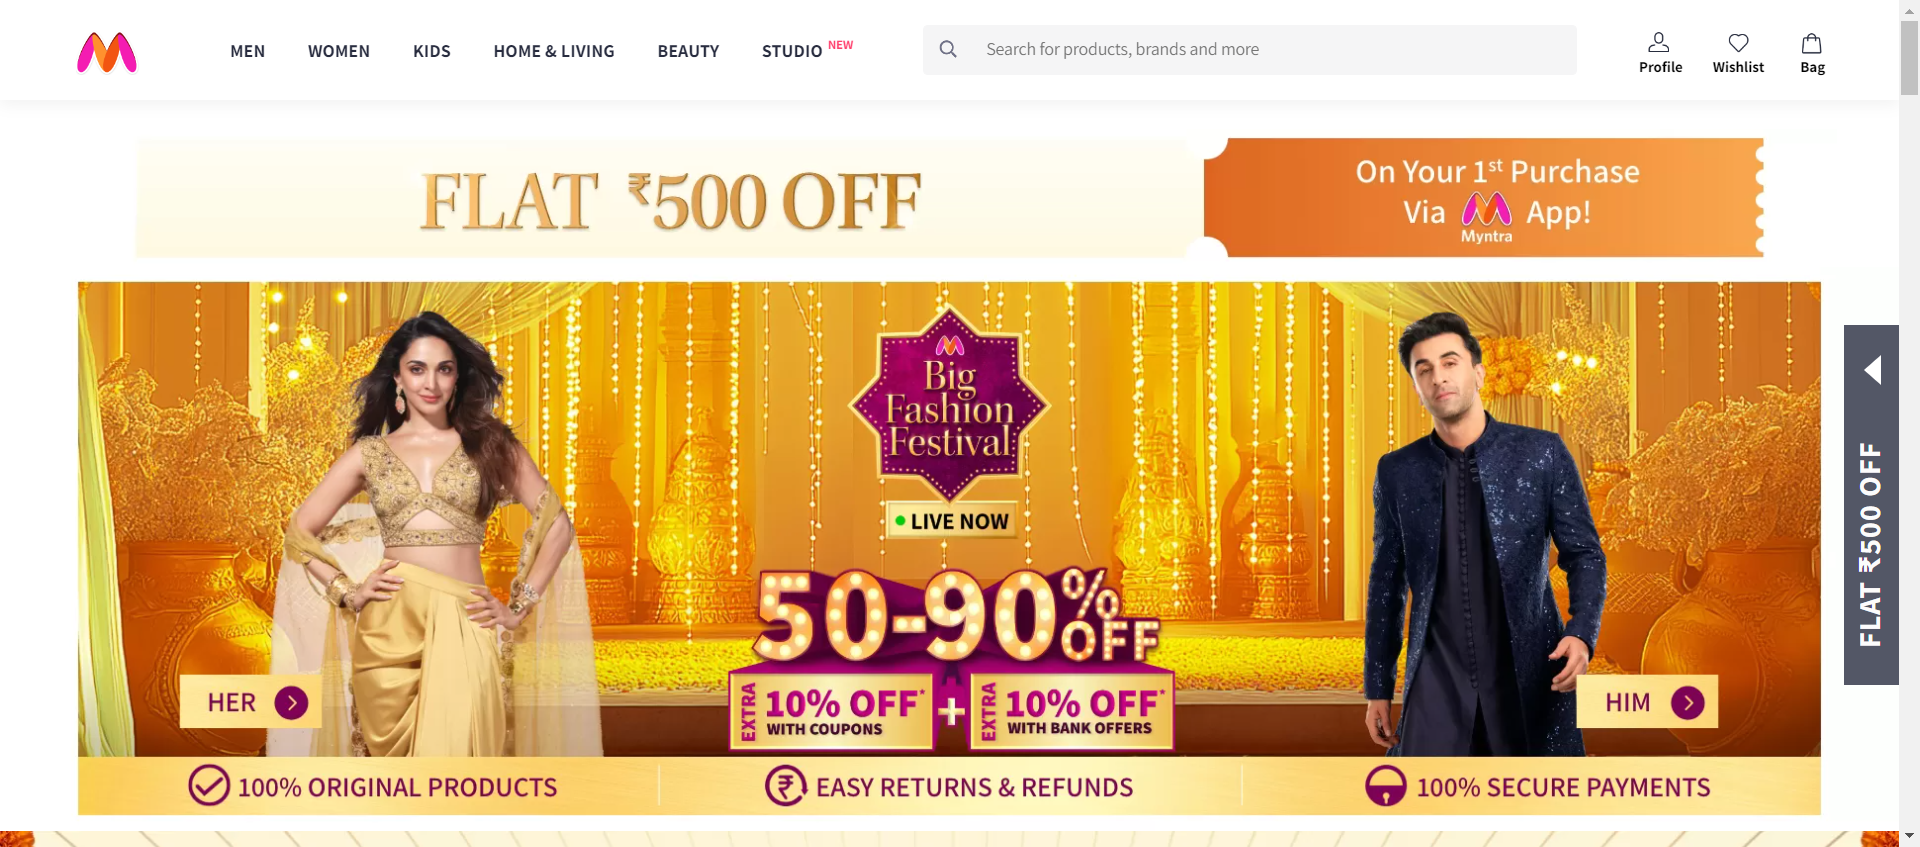 MEN WOMEN KIDS HOME & LIVING BEAUTY STUDIO NEW
Search for products, brands and more
Profile Wishlist Bag
FLAT ₹500 OFF
On Your 1st Purchase
Via Myntra App!
Big
Fashion
Festival
LIVE NOW
50-90% OFF
EXTRA 10% OFF*
WITH COUPONS
+
EXTRA 10% OFF*
WITH BANK OFFERS
HER
HIM
100% ORIGINAL PRODUCTS
EASY RETURNS & REFUNDS
100% SECURE PAYMENTS
FLAT ₹500 OFF